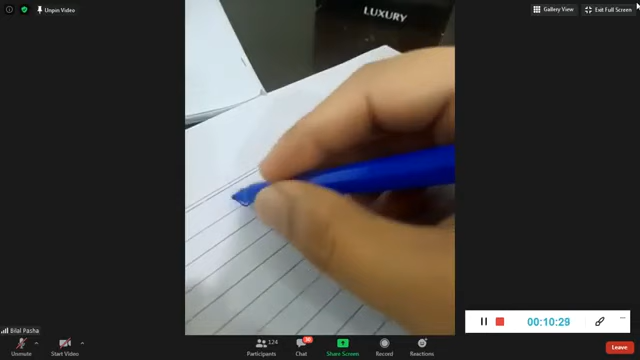 Unpin Video
LUXURY
Gallery View
Exit Full Screen
00:10:29
Bilal Pasha
Unmute
Start Video
124
Participants
Chat
Share Screen
Record
Reactions
Leave